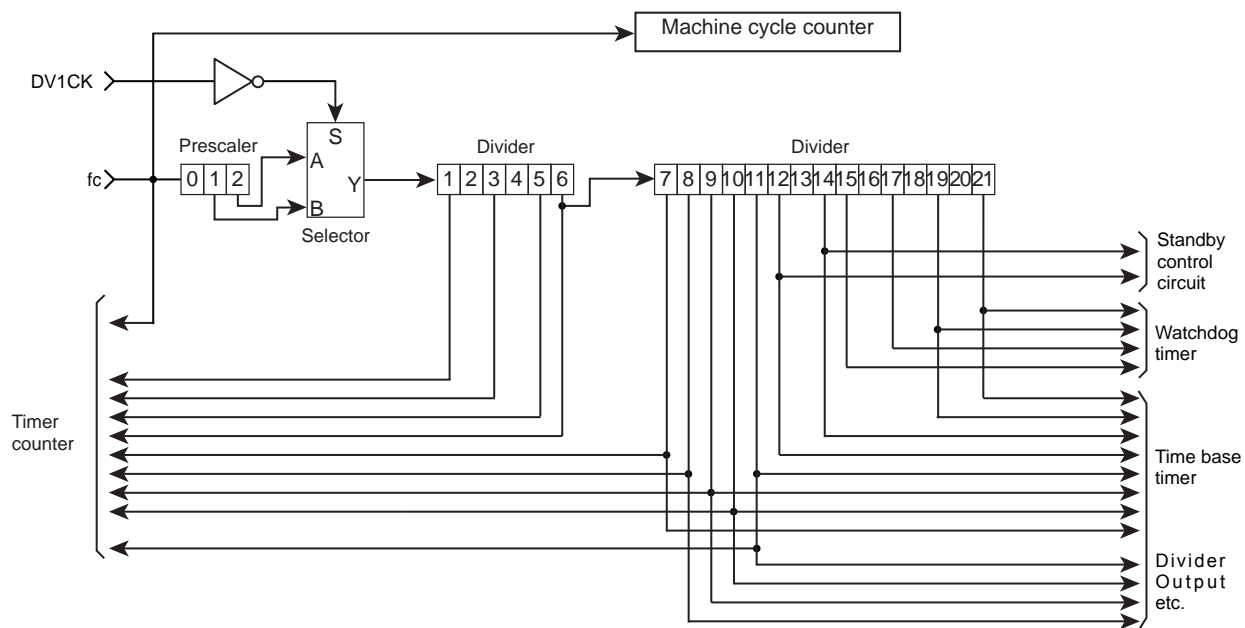 Machine cycle counter
DV1CK
S
Prescaler
Divider
Divider
fc
0 1 2
A
Y
B
1 2 3 4 5 6
7 8 9 10 11 12 13 14 15 16 17 18 19 20 21
Selector
Standby
control
circuit
Watchdog
timer
Timer
counter
Time base
timer
Divider
Output
etc.